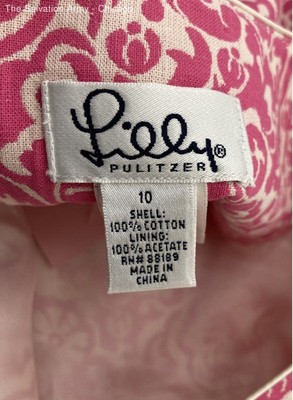 The Salvation Army - Chicago
Lilly®
PULITZER
10
SHELL:
100% COTTON
LINING:
100% ACETATE
RN# 88189
MADE IN
CHINA